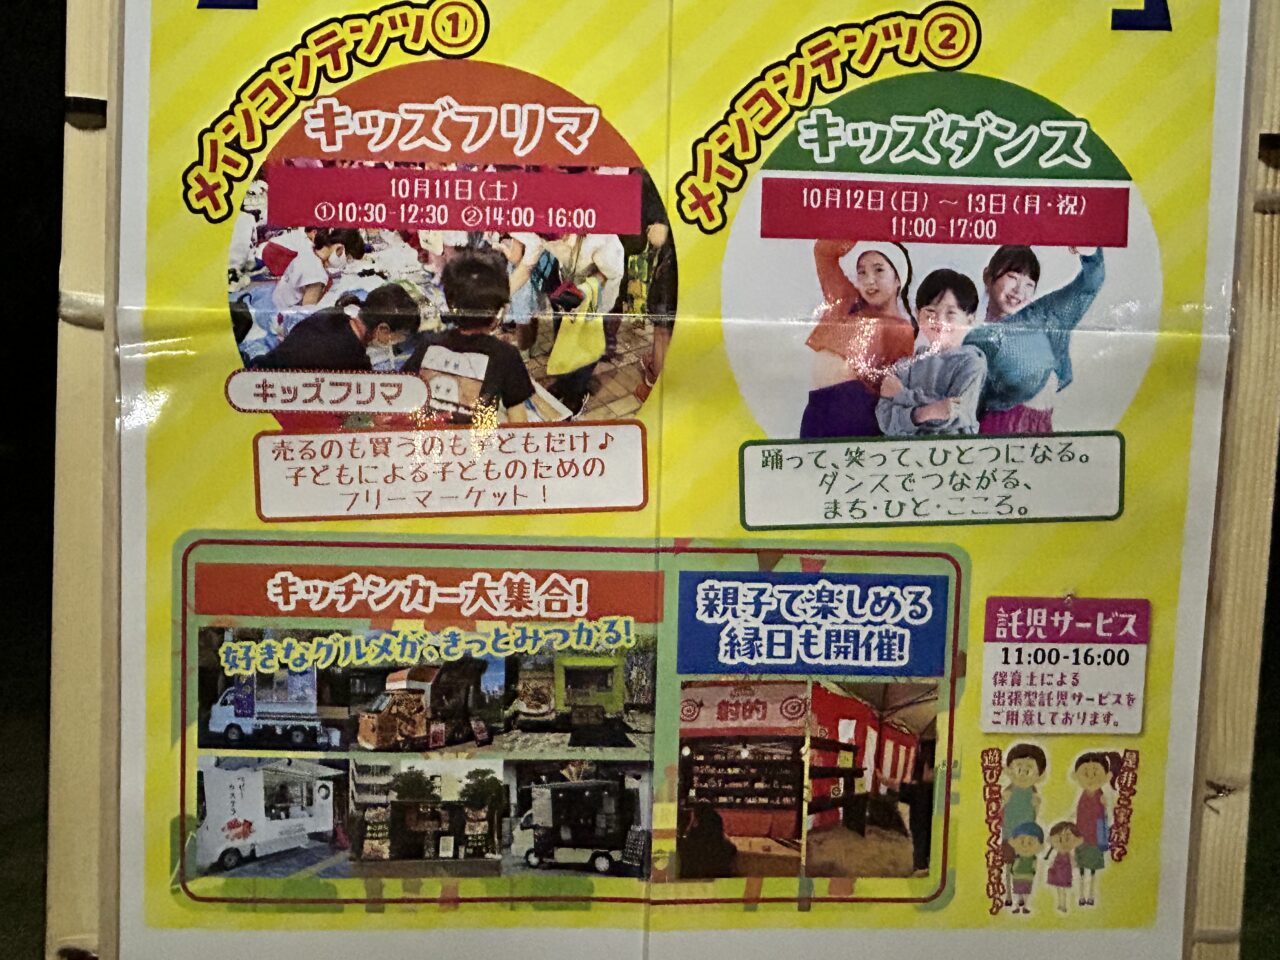 メインコンテンツ①
キッズフリマ
10月11日(土)
①10:30-12:30 ②14:00-16:00
キッズフリマ
売るのも買うのも子どもだけ♪
子どもによる子どものための
フリーマーケット!
メインコンテンツ②
キッズダンス
10月12日(日)～13日(月・祝)
11:00-17:00
踊って、笑って、ひとつになる。
ダンスでつながる、
まち・ひと・こころ。
キッチンカー大集合!
好きなグルメが、きっとみつかる!
親子で楽しめる
縁日も開催!
射的
託児サービス
11:00-16:00
保育士による
出張型託児サービスを
ご用意しております。
是非ご家族で
遊びにきてください♪